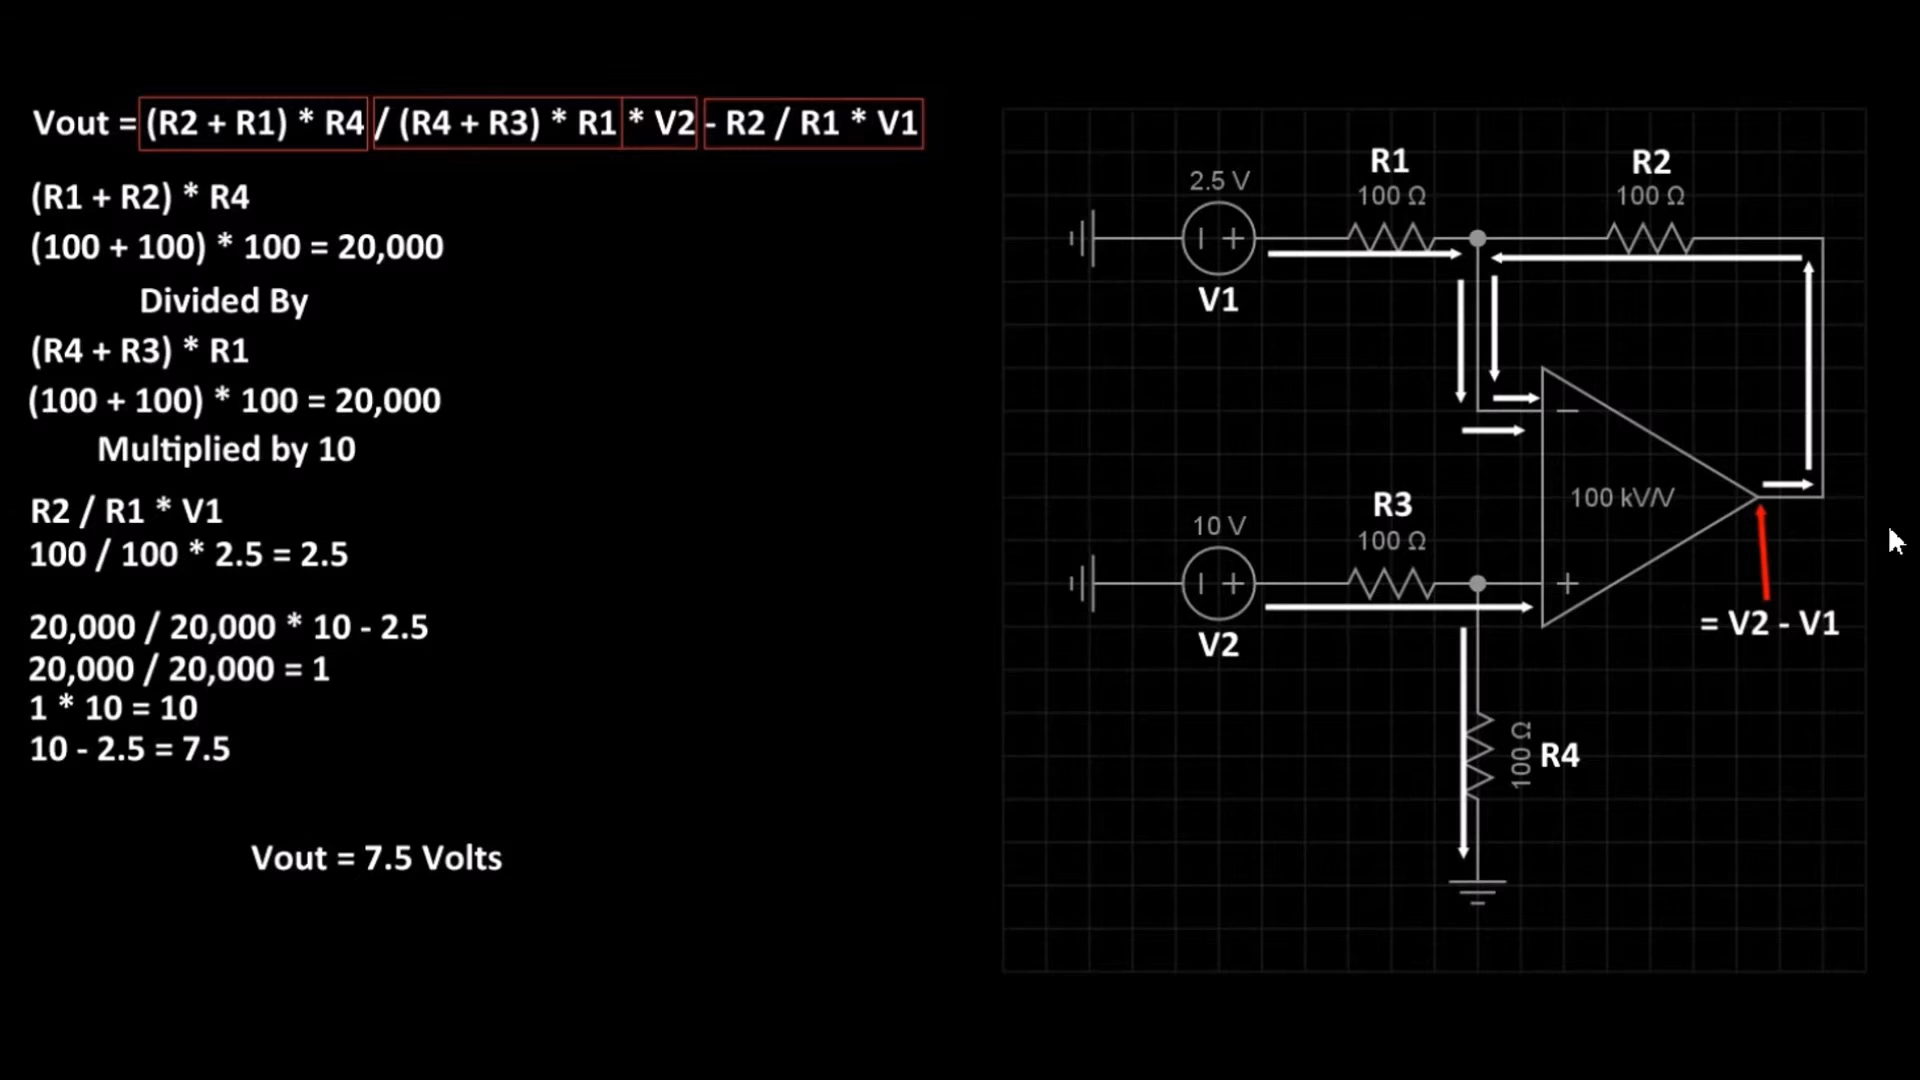 Vout = (R2 + R1) * R4 / (R4 + R3) * R1 * V2 - R2 / R1 * V1
(R1 + R2) * R4
(100 + 100) * 100 = 20,000
Divided By
(R4 + R3) * R1
(100 + 100) * 100 = 20,000
Multiplied by 10
R2 / R1 * V1
100 / 100 * 2.5 = 2.5
20,000 / 20,000 * 10 - 2.5
20,000 / 20,000 = 1
1 * 10 = 10
10 - 2.5 = 7.5
Vout = 7.5 Volts
R1
R2
2.5 V
100 Ω
100 Ω
V1
100 kV/V
R3
10 V
100 Ω
= V2 - V1
V2
100 Ω
R4